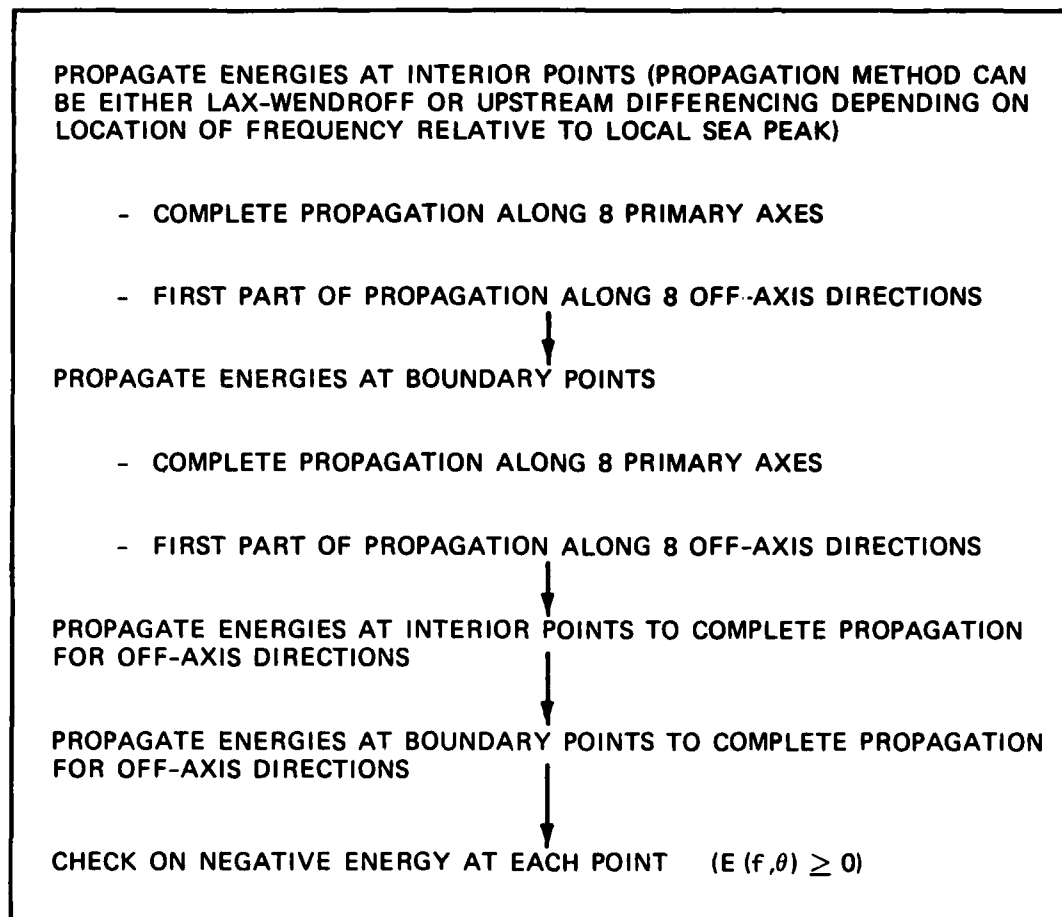 PROPAGATE ENERGIES AT INTERIOR POINTS (PROPAGATION METHOD CAN
BE EITHER LAX-WENDROFF OR UPSTREAM DIFFERENCING DEPENDING ON
LOCATION OF FREQUENCY RELATIVE TO LOCAL SEA PEAK)
- COMPLETE PROPAGATION ALONG 8 PRIMARY AXES
- FIRST PART OF PROPAGATION ALONG 8 OFF-AXIS DIRECTIONS
PROPAGATE ENERGIES AT BOUNDARY POINTS
- COMPLETE PROPAGATION ALONG 8 PRIMARY AXES
- FIRST PART OF PROPAGATION ALONG 8 OFF-AXIS DIRECTIONS
PROPAGATE ENERGIES AT INTERIOR POINTS TO COMPLETE PROPAGATION
FOR OFF-AXIS DIRECTIONS
PROPAGATE ENERGIES AT BOUNDARY POINTS TO COMPLETE PROPAGATION
FOR OFF-AXIS DIRECTIONS
CHECK ON NEGATIVE ENERGY AT EACH POINT (E (f,θ) ≥ 0)